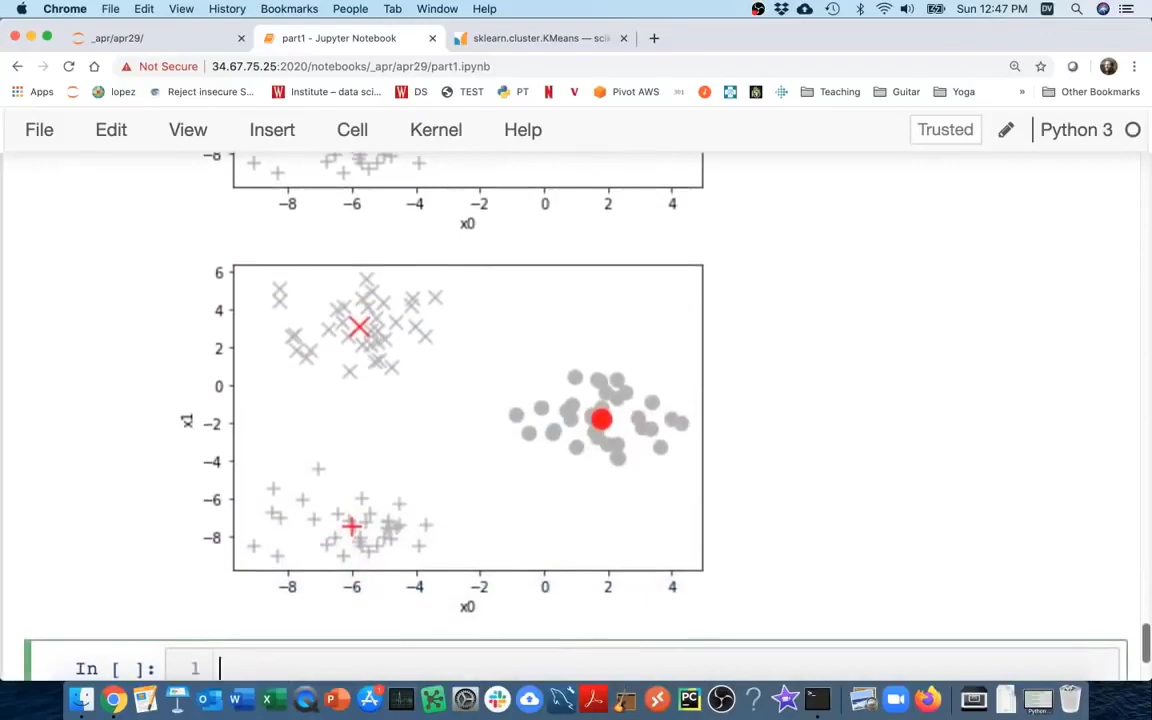 Chrome File Edit View History Bookmarks People Tab Window Help Sun 12:47 PM DV
_apr/apr29/ part1 - Jupyter Notebook sklearn.cluster.KMeans — sci
Not Secure 34.67.75.25:2020/notebooks/_apr/apr29/part1.ipynb
Apps lopez Reject insecure S... Institute – data sci... DS TEST PT Pivot AWS 301 Teaching Guitar Yoga » Other Bookmarks
File Edit View Insert Cell Kernel Help Trusted Python 3
−8
−8 −6 −4 −2 0 2 4
x0
6
4
2
0
−2
−4
−6
−8
x1
−8 −6 −4 −2 0 2 4
x0
In [ ]: 1